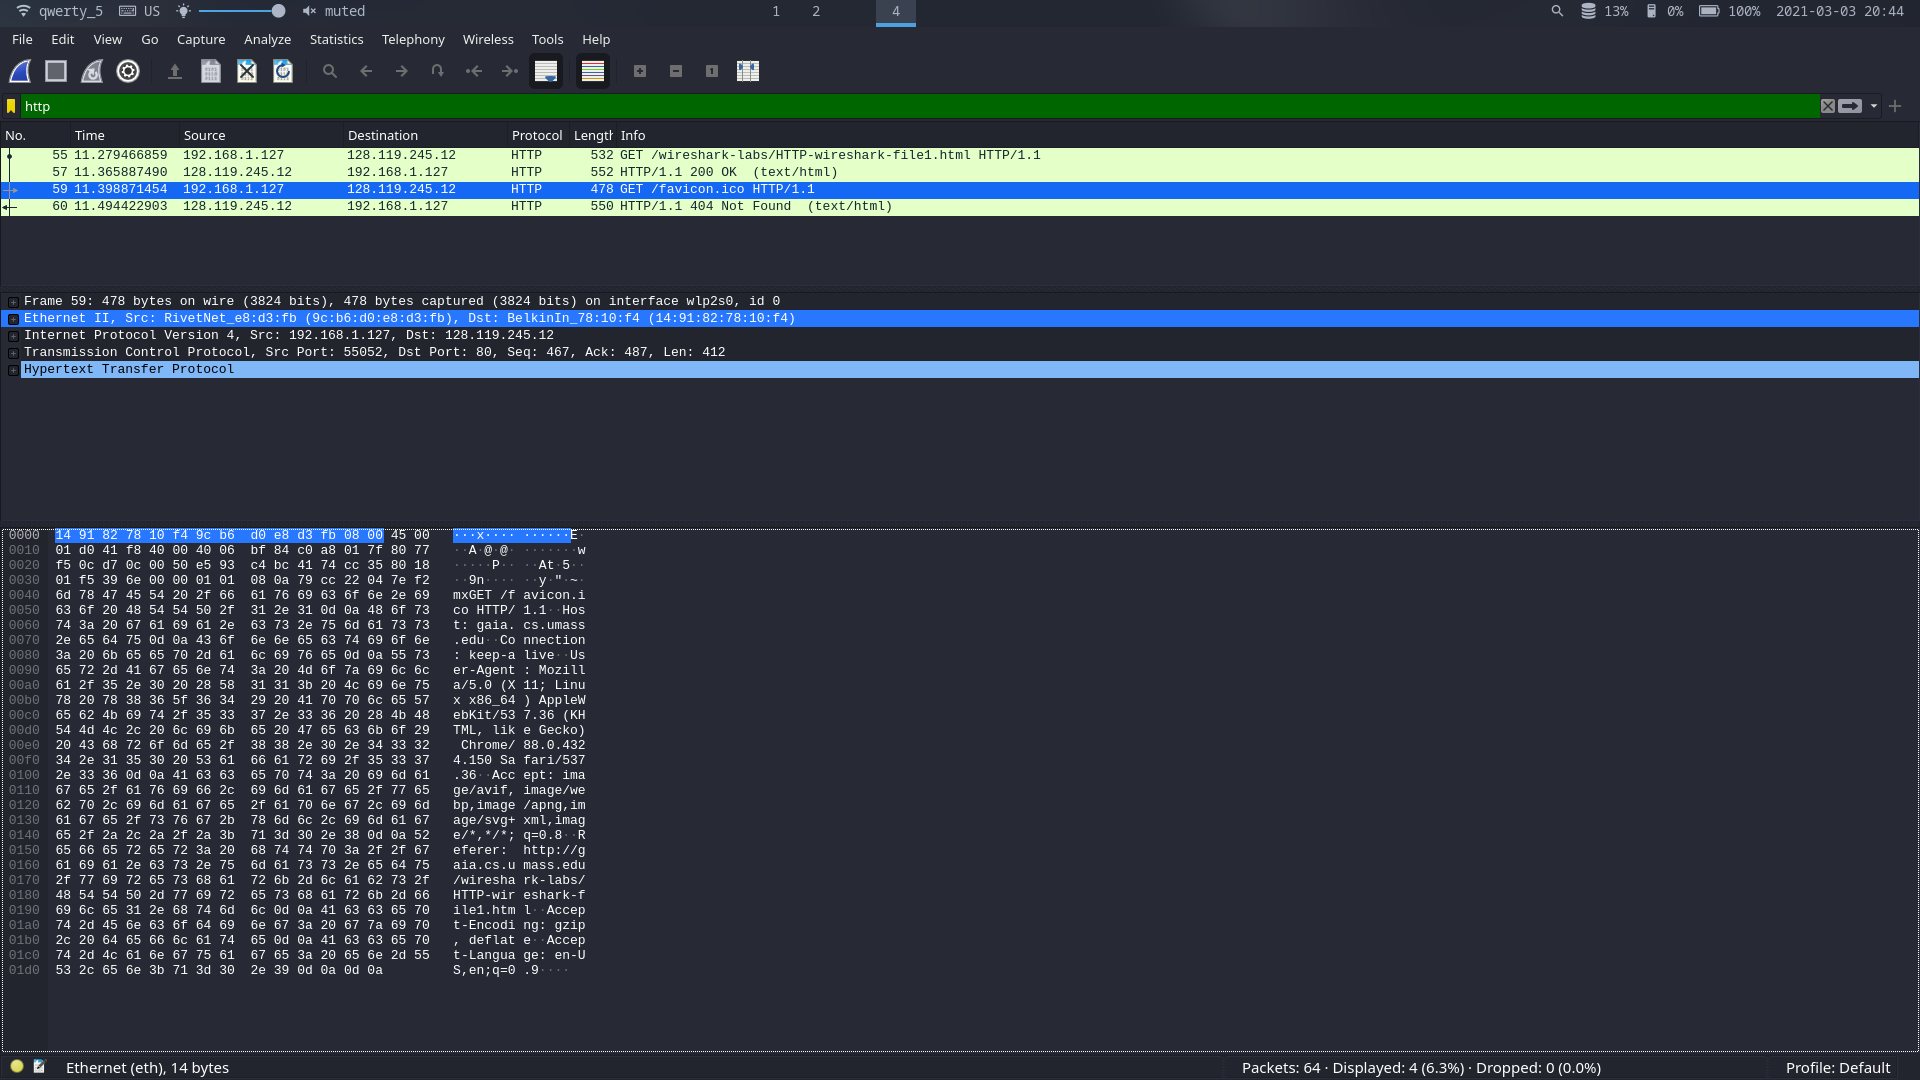 qwerty_5 US muted 1 2 4 13% 0% 100% 2021-03-03 20:44
File Edit View Go Capture Analyze Statistics Telephony Wireless Tools Help
http
No. Time Source Destination Protocol Length Info
55 11.279466859 192.168.1.127 128.119.245.12 HTTP 532 GET /wireshark-labs/HTTP-wireshark-file1.html HTTP/1.1
57 11.365887490 128.119.245.12 192.168.1.127 HTTP 552 HTTP/1.1 200 OK  (text/html)
59 11.398871454 192.168.1.127 128.119.245.12 HTTP 478 GET /favicon.ico HTTP/1.1
60 11.494422903 128.119.245.12 192.168.1.127 HTTP 550 HTTP/1.1 404 Not Found  (text/html)
Frame 59: 478 bytes on wire (3824 bits), 478 bytes captured (3824 bits) on interface wlp2s0, id 0
Ethernet II, Src: RivetNet_e8:d3:fb (9c:b6:d0:e8:d3:fb), Dst: BelkinIn_78:10:f4 (14:91:82:78:10:f4)
Internet Protocol Version 4, Src: 192.168.1.127, Dst: 128.119.245.12
Transmission Control Protocol, Src Port: 55052, Dst Port: 80, Seq: 467, Ack: 487, Len: 412
Hypertext Transfer Protocol
0000 14 91 82 78 10 f4 9c b6 d0 e8 d3 fb 08 00 45 00 ···x···· ······E·
0010 01 d0 41 f8 40 00 40 06 bf 84 c0 a8 01 7f 80 77 ··A·@·@· ·······w
0020 f5 0c d7 0c 00 50 e5 93 c4 bc 41 74 cc 35 80 18 ·····P·· ··At·5··
0030 01 f5 39 6e 00 00 01 01 08 0a 79 cc 22 04 7e f2 ··9n···· ··y·"·~·
0040 6d 78 47 45 54 20 2f 66 61 76 69 63 6f 6e 2e 69 mxGET /f avicon.i
0050 63 6f 20 48 54 54 50 2f 31 2e 31 0d 0a 48 6f 73 co HTTP/ 1.1··Hos
0060 74 3a 20 67 61 69 61 2e 63 73 2e 75 6d 61 73 73 t: gaia. cs.umass
0070 2e 65 64 75 0d 0a 43 6f 6e 6e 65 63 74 69 6f 6e .edu··Co nnection
0080 3a 20 6b 65 65 70 2d 61 6c 69 76 65 0d 0a 55 73 : keep-a live··Us
0090 65 72 2d 41 67 65 6e 74 3a 20 4d 6f 7a 69 6c 6c er-Agent : Mozill
00a0 61 2f 35 2e 30 20 28 58 31 31 3b 20 4c 69 6e 75 a/5.0 (X 11; Linu
00b0 78 20 78 38 36 5f 36 34 29 20 41 70 70 6c 65 57 x x86_64 ) AppleW
00c0 65 62 4b 69 74 2f 35 33 37 2e 33 36 20 28 4b 48 ebKit/53 7.36 (KH
00d0 54 4d 4c 2c 20 6c 69 6b 65 20 47 65 63 6b 6f 29 TML, lik e Gecko)
00e0 20 43 68 72 6f 6d 65 2f 38 38 2e 30 2e 34 33 32 Chrome/ 88.0.432
00f0 34 2e 31 35 30 20 53 61 66 61 72 69 2f 35 33 37 4.150 Sa fari/537
0100 2e 33 36 0d 0a 41 63 63 65 70 74 3a 20 69 6d 61 .36··Acc ept: ima
0110 67 65 2f 61 76 69 66 2c 69 6d 61 67 65 2f 77 65 ge/avif, image/we
0120 62 70 2c 69 6d 61 67 65 2f 61 70 6e 67 2c 69 6d bp,image /apng,im
0130 61 67 65 2f 73 76 67 2b 78 6d 6c 2c 69 6d 61 67 age/svg+ xml,imag
0140 65 2f 2a 2c 2a 2f 2a 3b 71 3d 30 2e 38 0d 0a 52 e/*,*/*; q=0.8··R
0150 65 66 65 72 65 72 3a 20 68 74 74 70 3a 2f 2f 67 eferer: http://g
0160 61 69 61 2e 63 73 2e 75 6d 61 73 73 2e 65 64 75 aia.cs.u mass.edu
0170 2f 77 69 72 65 73 68 61 72 6b 2d 6c 61 62 73 2f /wiresha rk-labs/
0180 48 54 54 50 2d 77 69 72 65 73 68 61 72 6b 2d 66 HTTP-wir eshark-f
0190 69 6c 65 31 2e 68 74 6d 6c 0d 0a 41 63 63 65 70 ile1.htm l··Accep
01a0 74 2d 45 6e 63 6f 64 69 6e 67 3a 20 67 7a 69 70 t-Encodi ng: gzip
01b0 2c 20 64 65 66 6c 61 74 65 0d 0a 41 63 63 65 70 , deflat e··Accep
01c0 74 2d 4c 61 6e 67 75 61 67 65 3a 20 65 6e 2d 55 t-Langua ge: en-U
01d0 53 2c 65 6e 3b 71 3d 30 2e 39 0d 0a 0d 0a S,en;q=0 .9····
Ethernet (eth), 14 bytes Packets: 64 · Displayed: 4 (6.3%) · Dropped: 0 (0.0%) Profile: Default